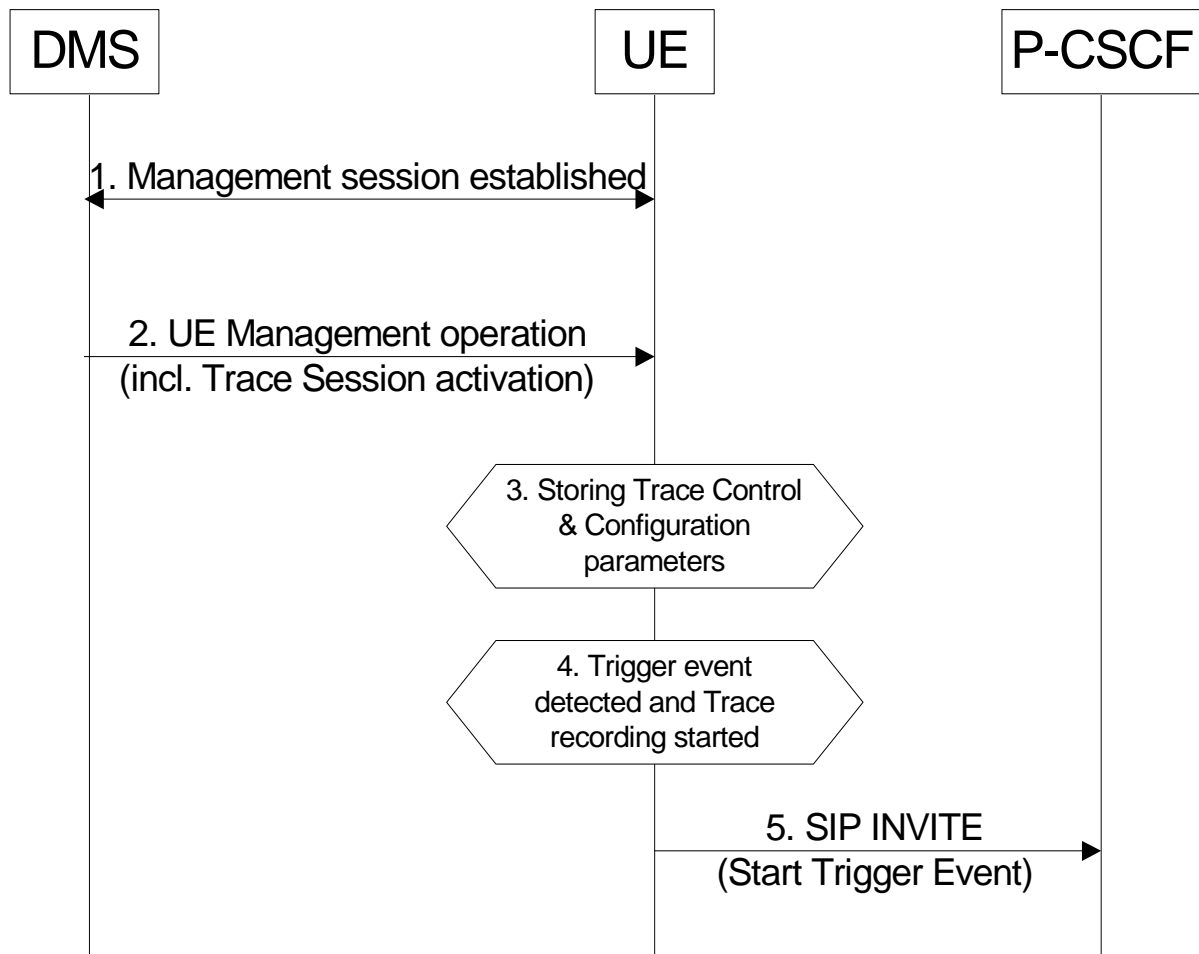 DMS
UE
P-CSCF
1. Management session established
2. UE Management operation
(incl. Trace Session activation)
3. Storing Trace Control
& Configuration
parameters
4. Trigger event
detected and Trace
recording started
5. SIP INVITE
(Start Trigger Event)